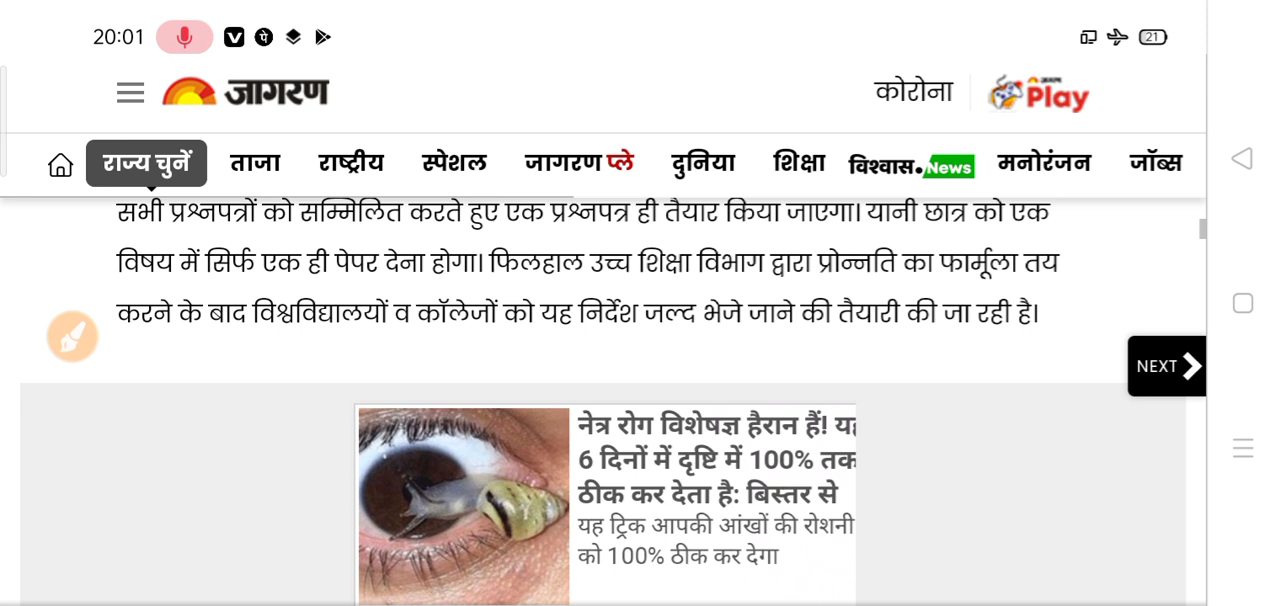 20:01
21
जागरण
कोरोना
जागरण
Play
राज्य चुनें ताजा राष्ट्रीय स्पेशल जागरण प्ले दुनिया शिक्षा विश्वास.News मनोरंजन जॉब्स
सभी प्रश्नपत्रों को सम्मिलित करते हुए एक प्रश्नपत्र ही तैयार किया जाएगा। यानी छात्र को एक
विषय में सिर्फ एक ही पेपर देना होगा। फिलहाल उच्च शिक्षा विभाग द्वारा प्रोन्नति का फार्मूला तय
करने के बाद विश्वविद्यालयों व कॉलेजों को यह निर्देश जल्द भेजे जाने की तैयारी की जा रही है।
NEXT
नेत्र रोग विशेषज्ञ हैरान हैं! यह
6 दिनों में दृष्टि में 100% तक
ठीक कर देता है: बिस्तर से
यह ट्रिक आपकी आंखों की रोशनी
को 100% ठीक कर देगा